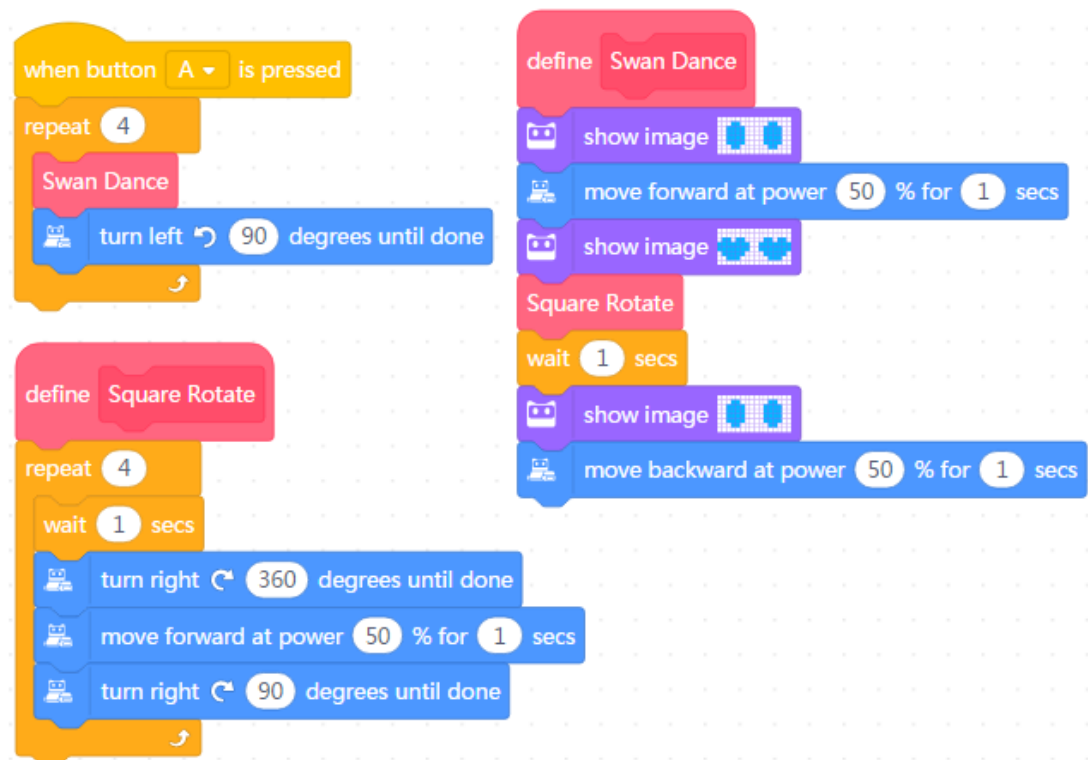 when button A is pressed
repeat 4
Swan Dance
turn left 90 degrees until done
define Square Rotate
repeat 4
wait 1 secs
turn right 360 degrees until done
move forward at power 50 % for 1 secs
turn right 90 degrees until done
define Swan Dance
show image
move forward at power 50 % for 1 secs
show image
Square Rotate
wait 1 secs
show image
move backward at power 50 % for 1 secs